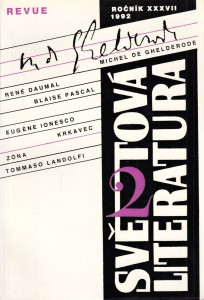 REVUE
ROČNÍK XXXVII
1992
MICHEL DE GHELDERODE
RENÉ DAUMAL
BLAISE PASCAL
EUGÈNE IONESCO
KRKAVEC
ZÓNA
TOMMASO LANDOLFI
SVĚTOVÁ
2
LITERATURA